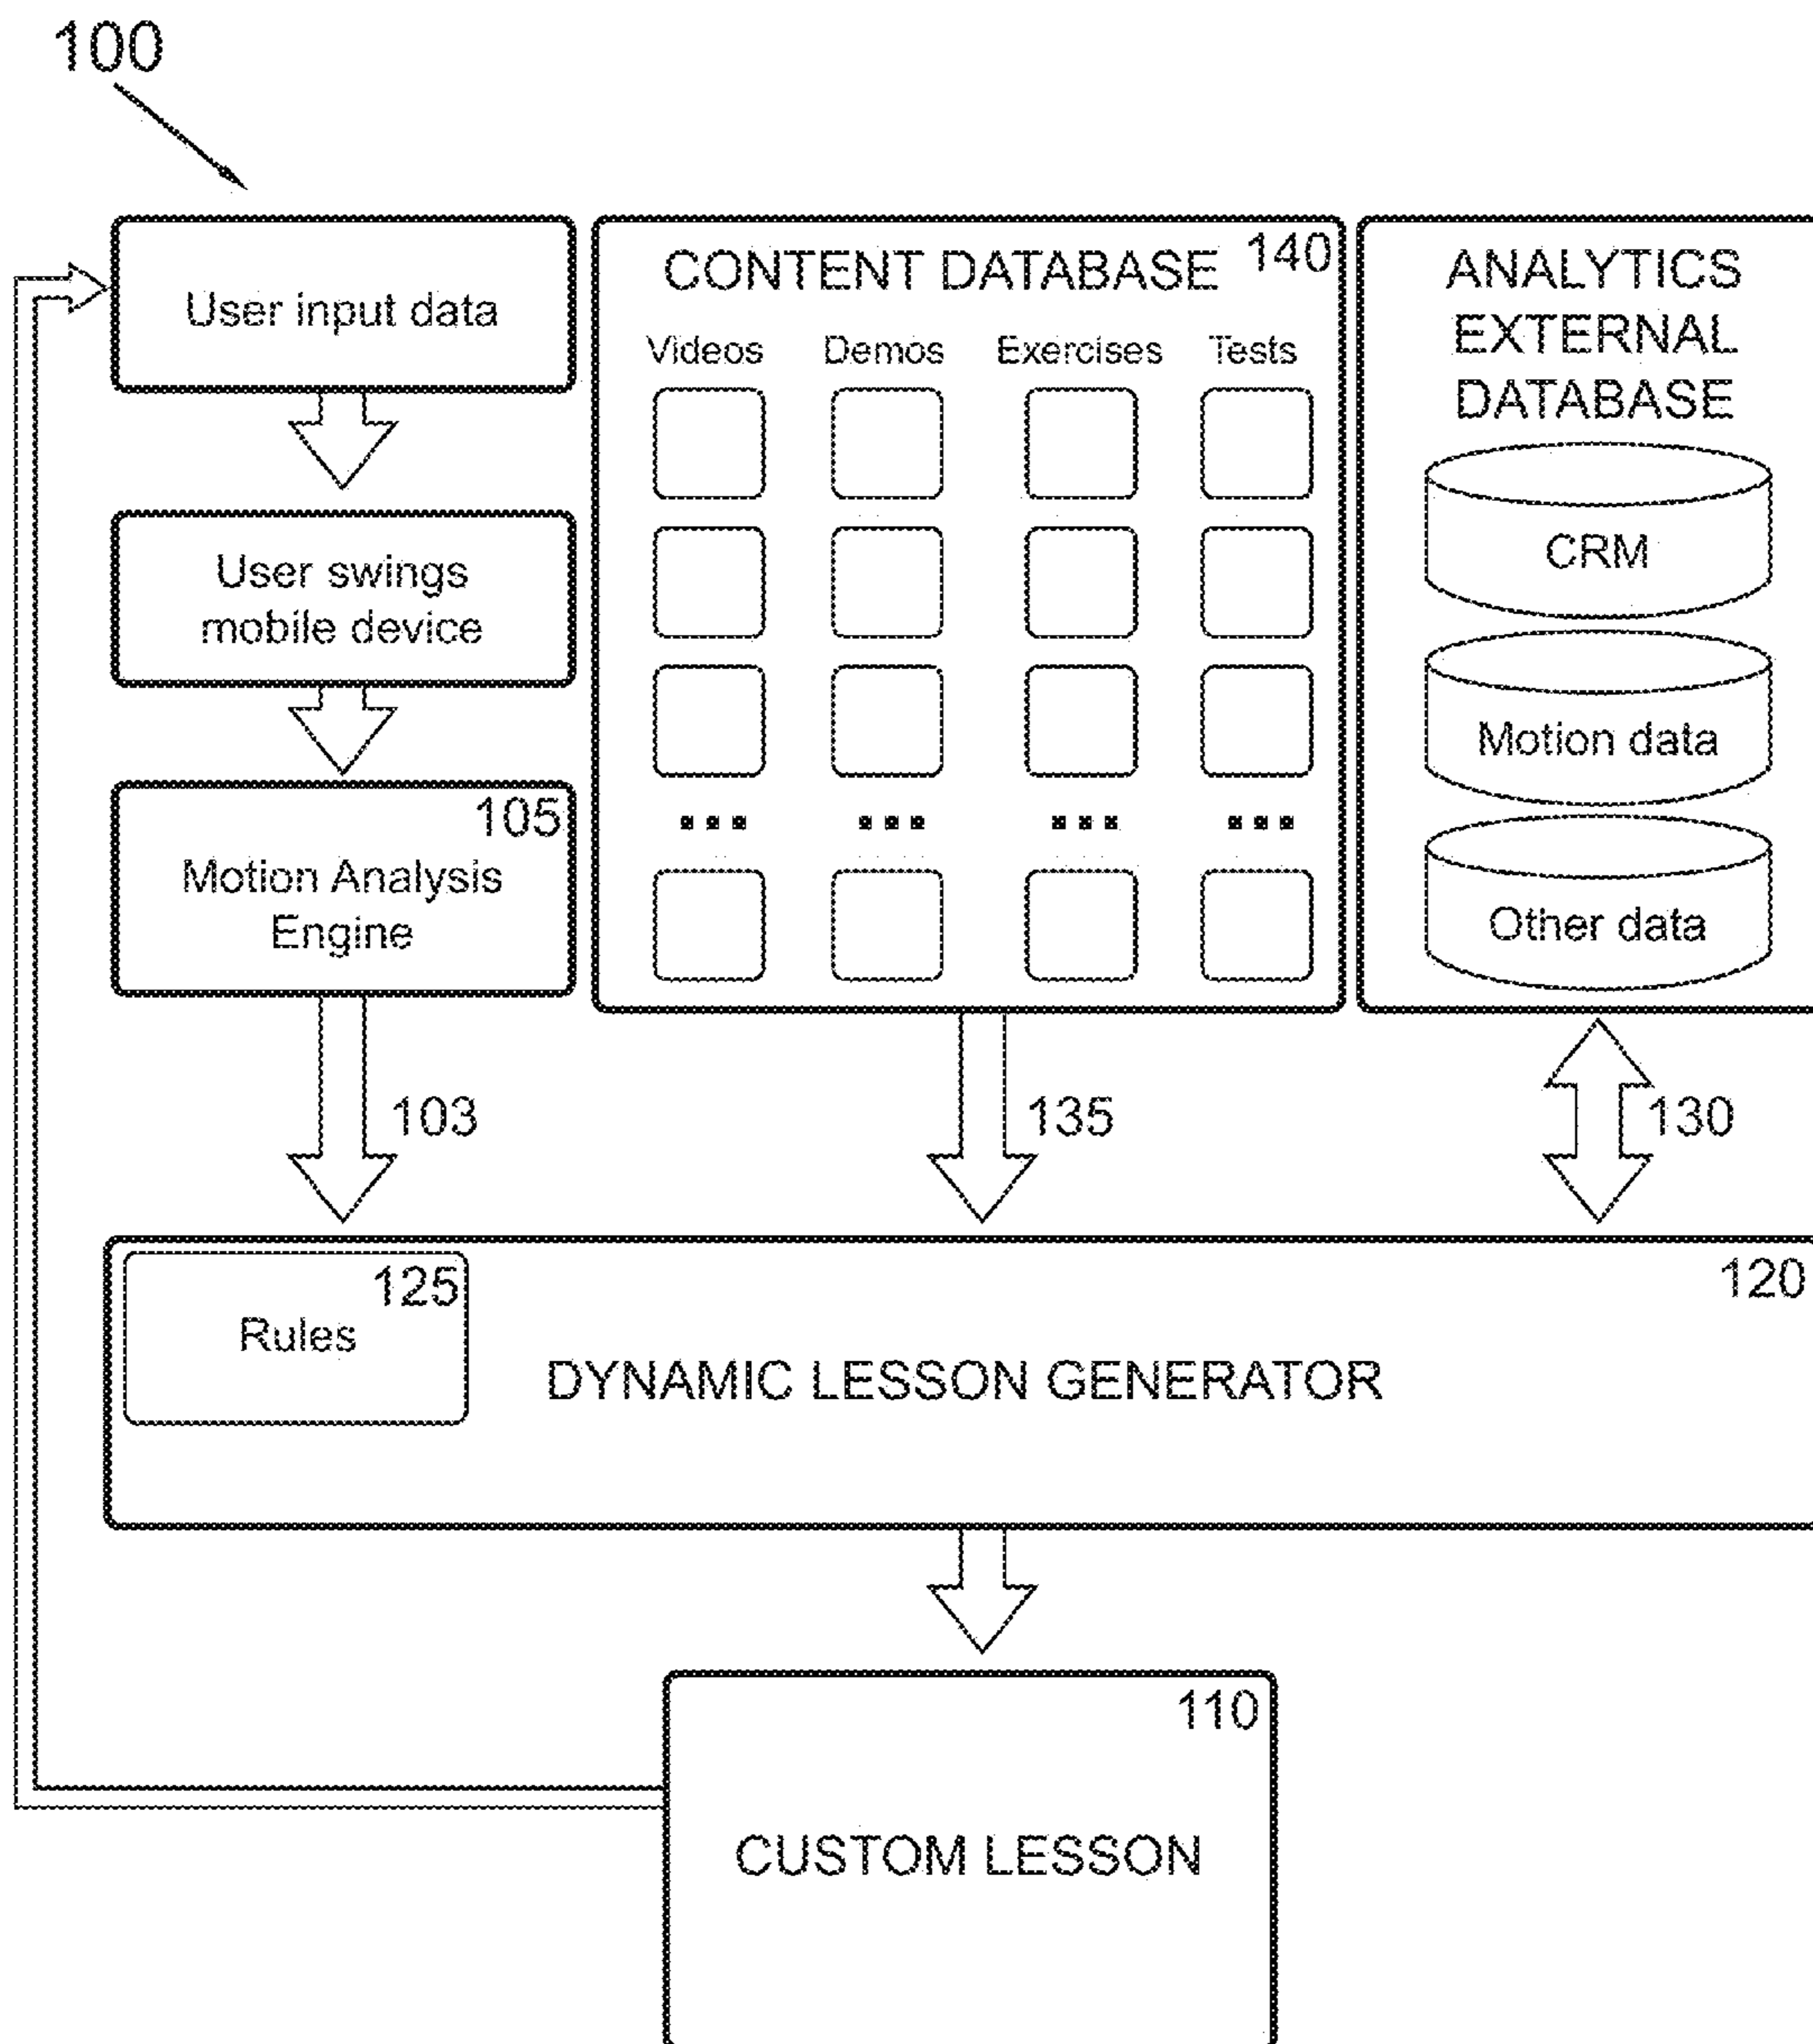 100
User input data
User swings
mobile device
105
Motion Analysis
Engine
103
CONTENT DATABASE 140
Videos Demos Exercises Tests
135
ANALYTICS
EXTERNAL
DATABASE
CRM
Motion data
Other data
130
125
Rules
120
DYNAMIC LESSON GENERATOR
110
CUSTOM LESSON